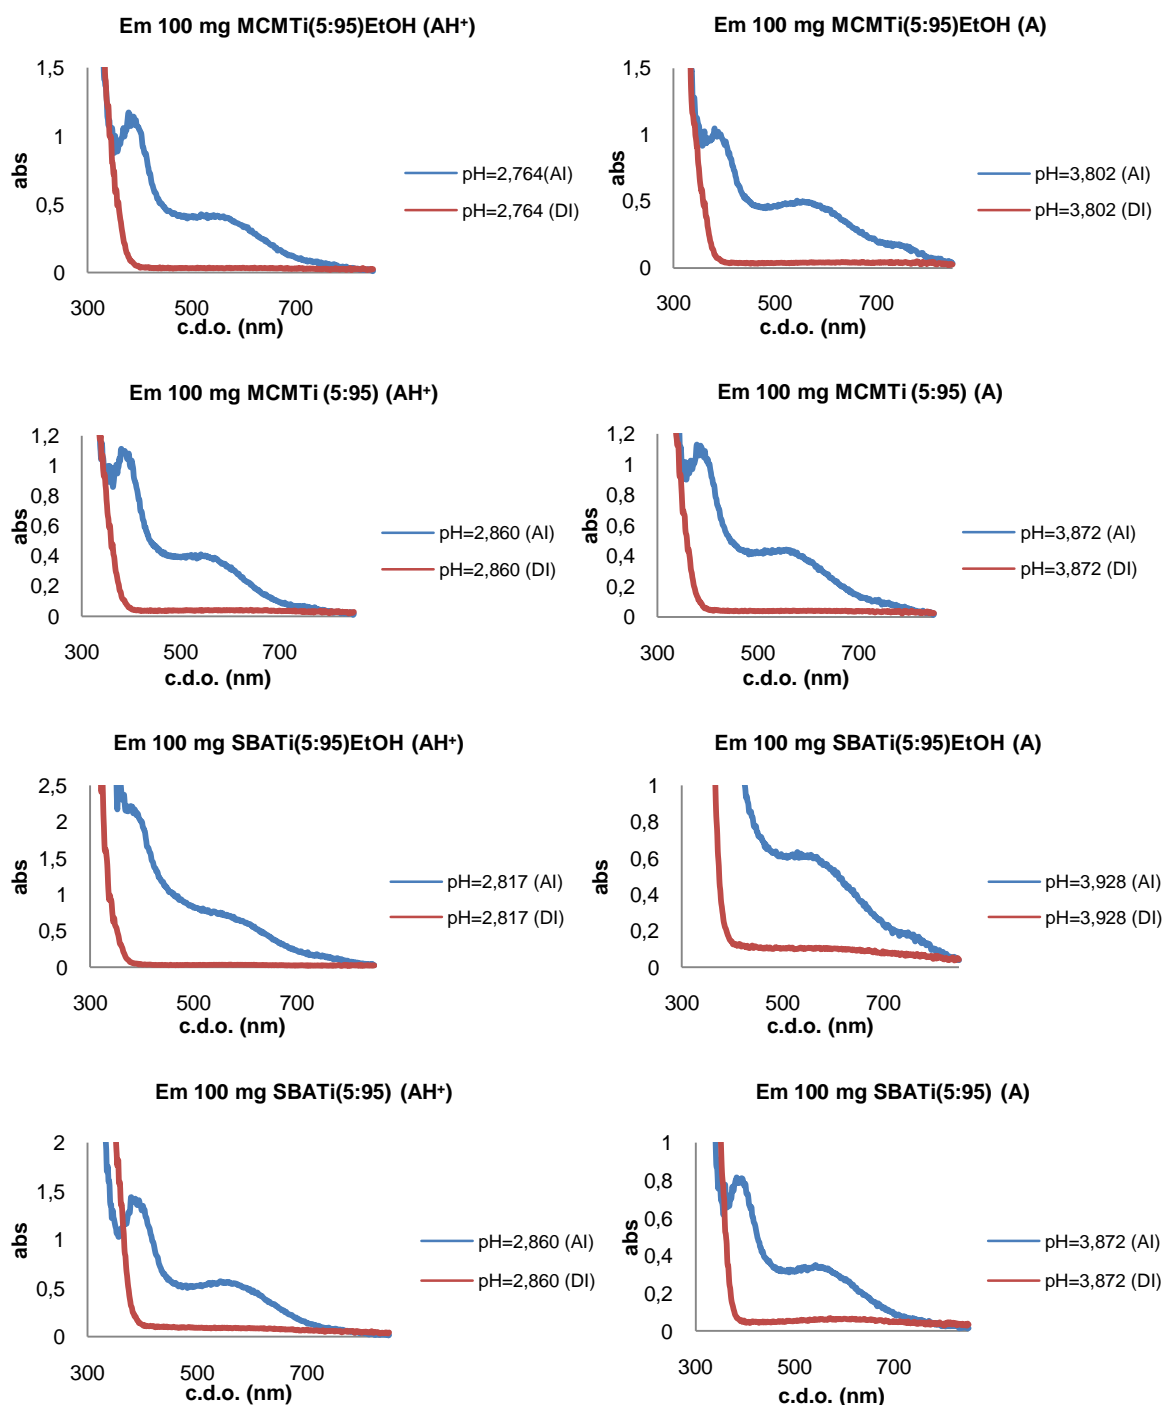 Em 100 mg MCMTi(5:95)EtOH (AH⁺)
1,5
1
0,5
0
abs
300 500 700
c.d.o. (nm)
pH=2,764(AI)
pH=2,764 (DI)
Em 100 mg MCMTi(5:95)EtOH (A)
1,5
1
0,5
0
abs
300 500 700
c.d.o. (nm)
pH=3,802 (AI)
pH=3,802 (DI)
Em 100 mg MCMTi (5:95) (AH⁺)
1,2
1
0,8
0,6
0,4
0,2
0
abs
300 500 700
c.d.o. (nm)
pH=2,860 (AI)
pH=2,860 (DI)
Em 100 mg MCMTi (5:95) (A)
1,2
1
0,8
0,6
0,4
0,2
0
abs
300 500 700
c.d.o. (nm)
pH=3,872 (AI)
pH=3,872 (DI)
Em 100 mg SBATi(5:95)EtOH (AH⁺)
2,5
2
1,5
1
0,5
0
abs
300 500 700
c.d.o. (nm)
pH=2,817 (AI)
pH=2,817 (DI)
Em 100 mg SBATi(5:95)EtOH (A)
1
0,8
0,6
0,4
0,2
0
abs
300 500 700
c.d.o. (nm)
pH=3,928 (AI)
pH=3,928 (DI)
Em 100 mg SBATi(5:95) (AH⁺)
2
1,5
1
0,5
0
abs
300 500 700
c.d.o. (nm)
pH=2,860 (AI)
pH=2,860 (DI)
Em 100 mg SBATi(5:95) (A)
1
0,8
0,6
0,4
0,2
0
abs
300 500 700
c.d.o. (nm)
pH=3,872 (AI)
pH=3,872 (DI)